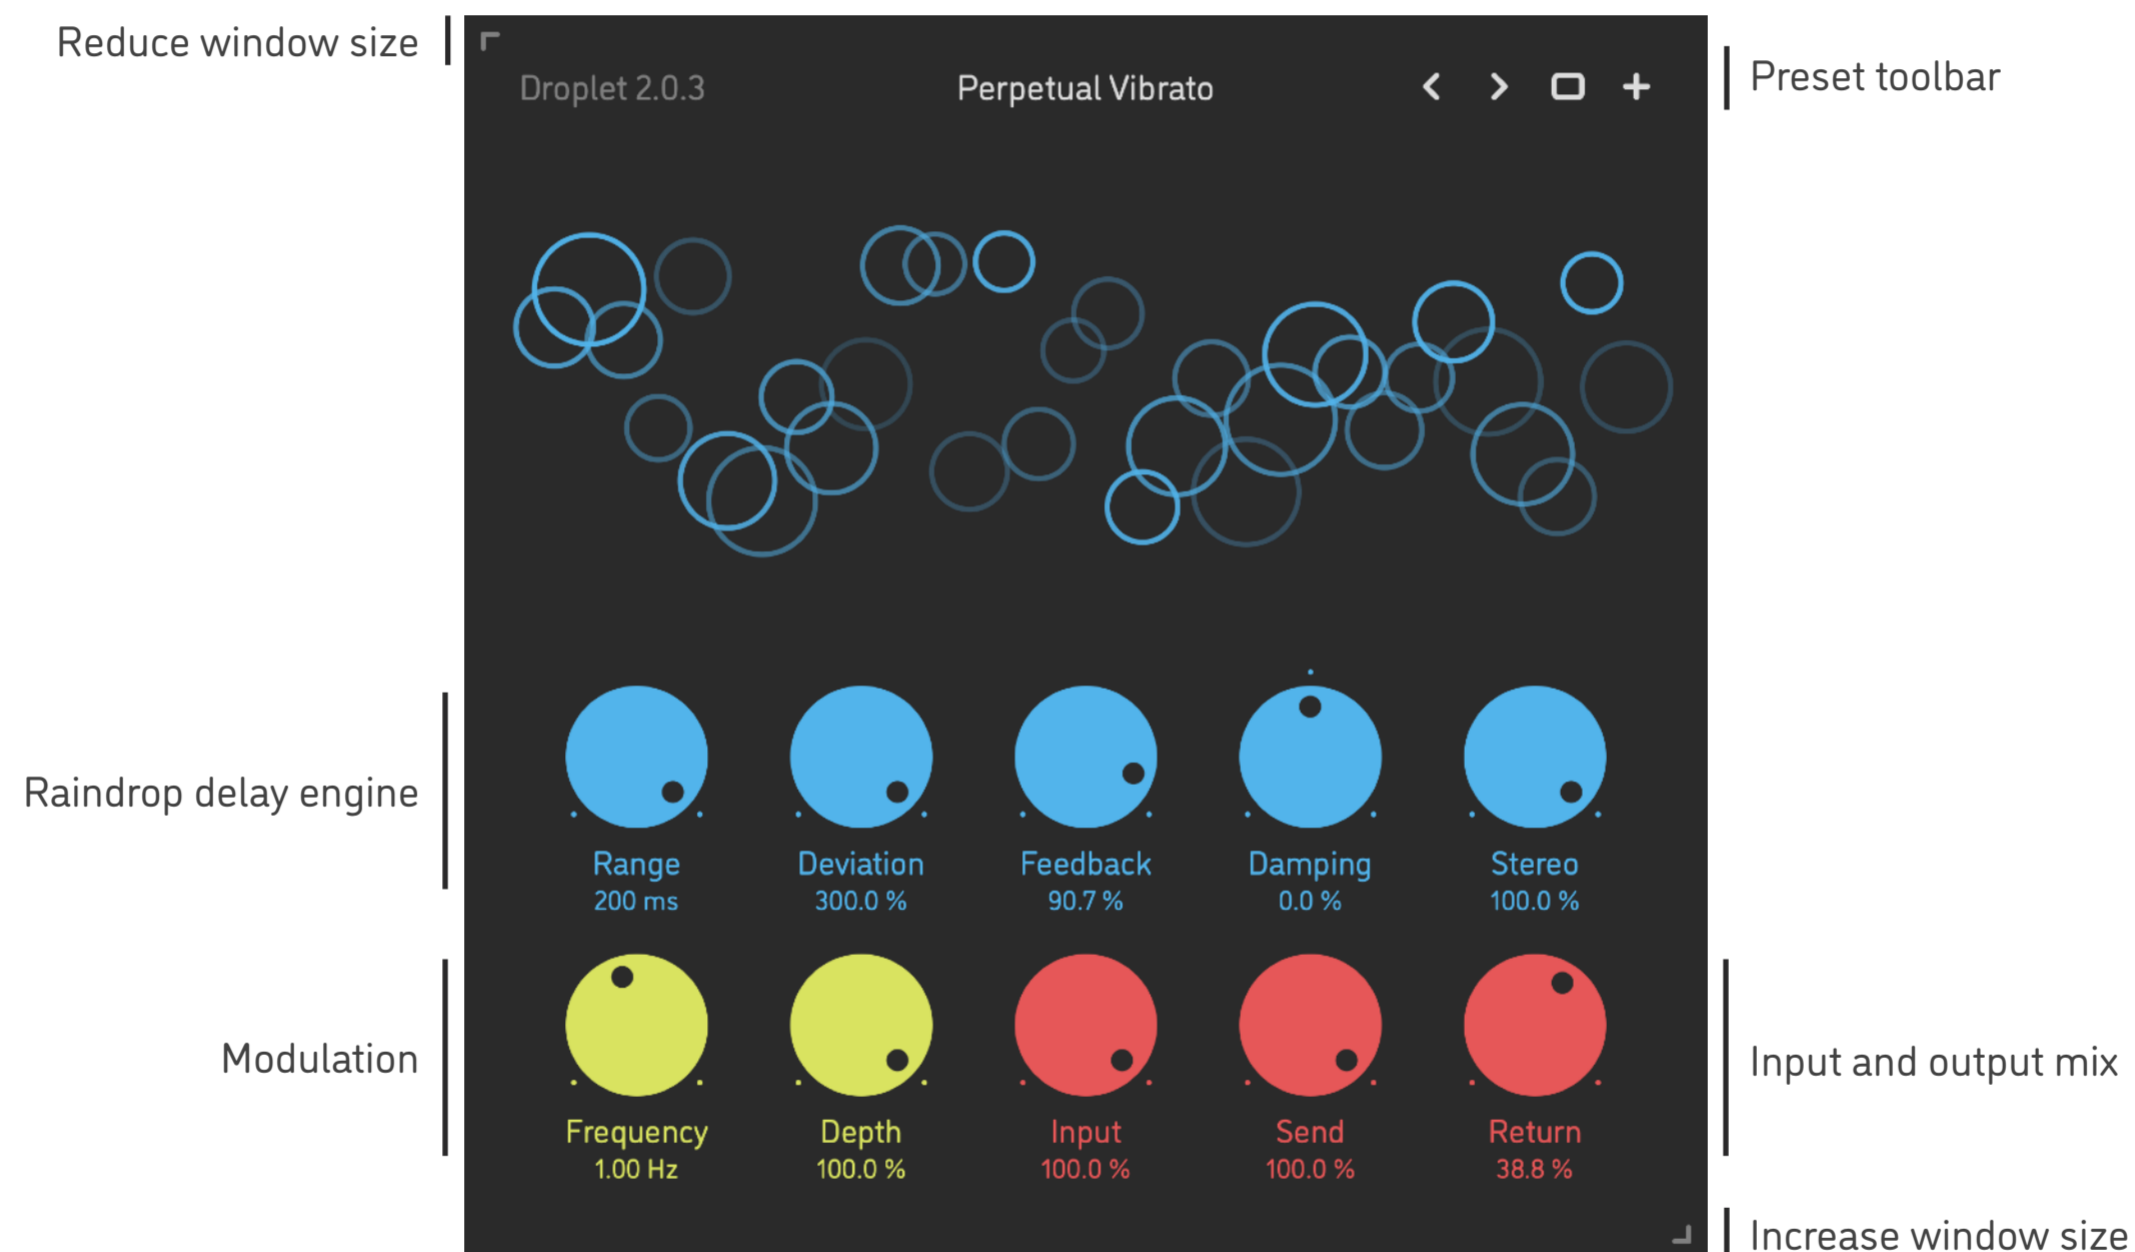 Reduce window size
Droplet 2.0.3
Perpetual Vibrato
Preset toolbar
Raindrop delay engine
Range
200 ms
Deviation
300.0 %
Feedback
90.7 %
Damping
0.0 %
Stereo
100.0 %
Modulation
Frequency
1.00 Hz
Depth
100.0 %
Input
100.0 %
Send
100.0 %
Return
38.8 %
Input and output mix
Increase window size